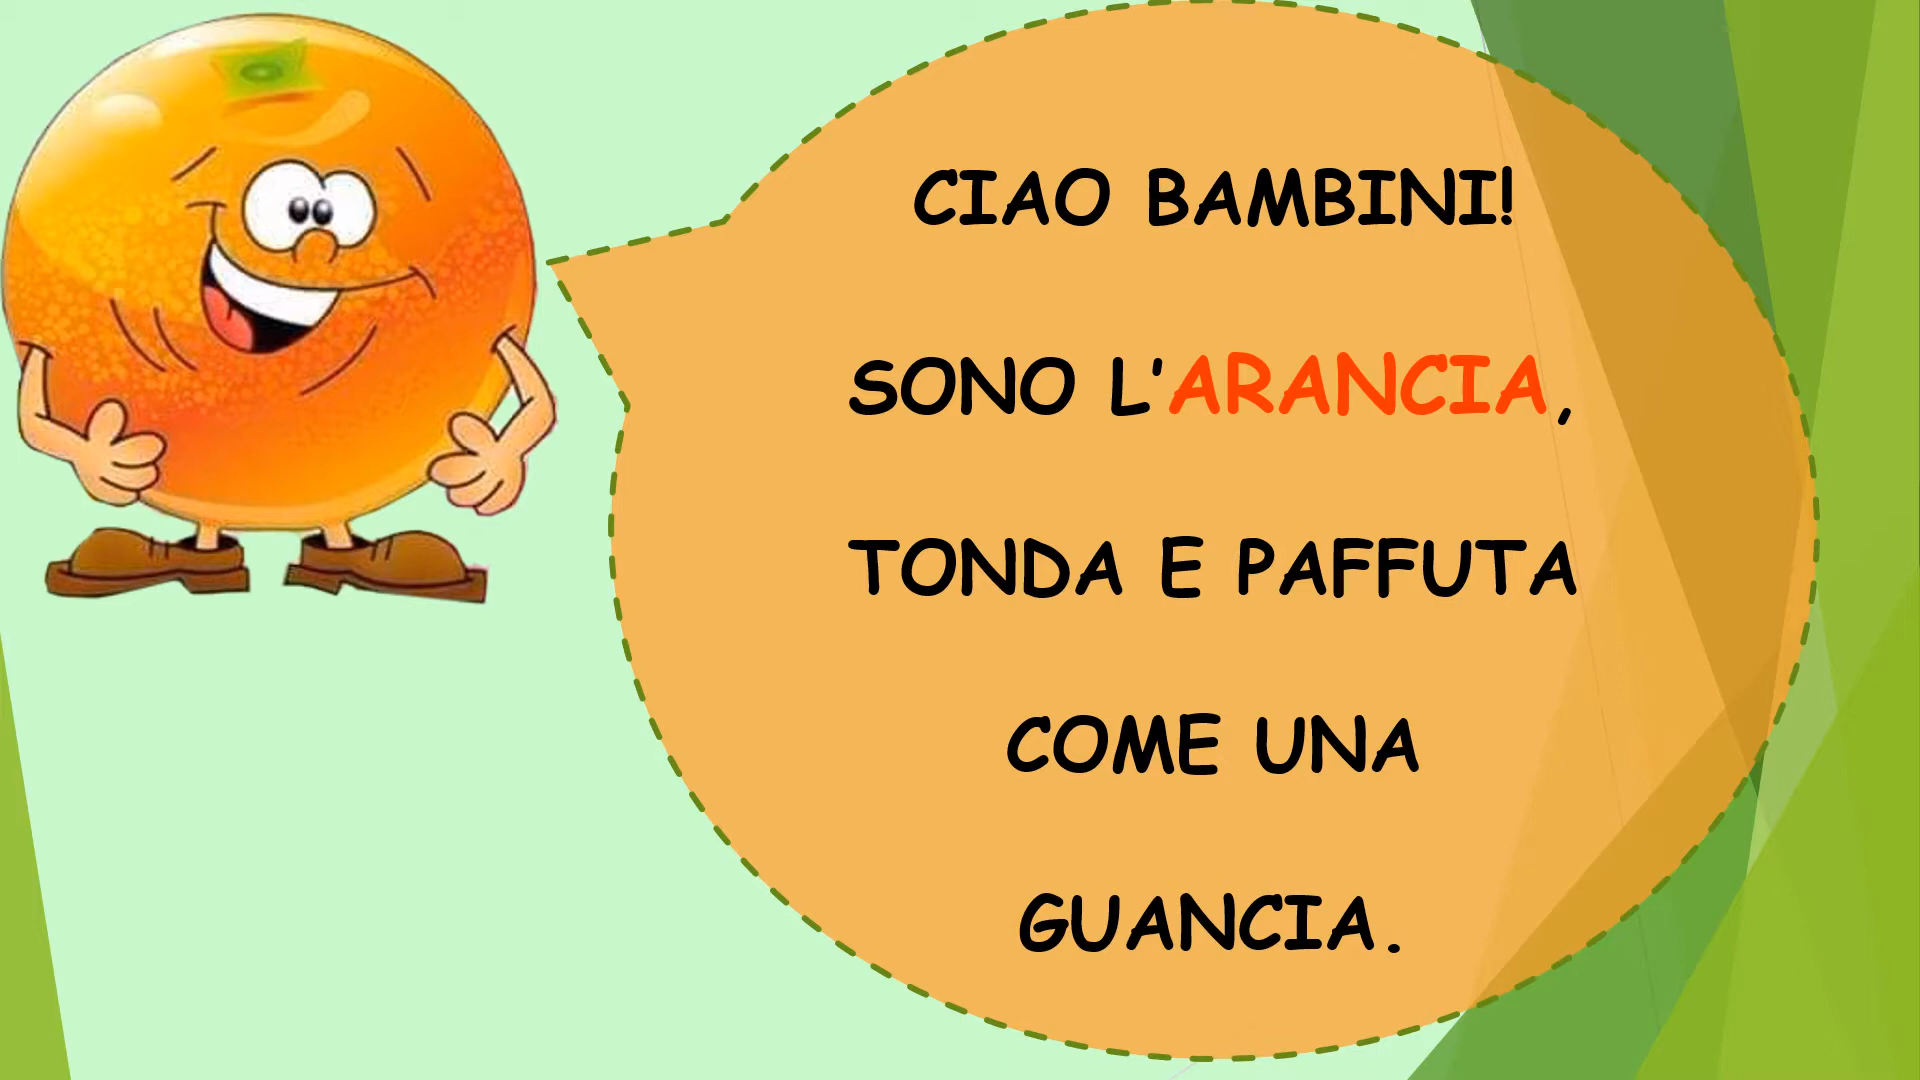 CIAO BAMBINI!
SONO L'ARANCIA,
TONDA E PAFFUTA
COME UNA
GUANCIA.